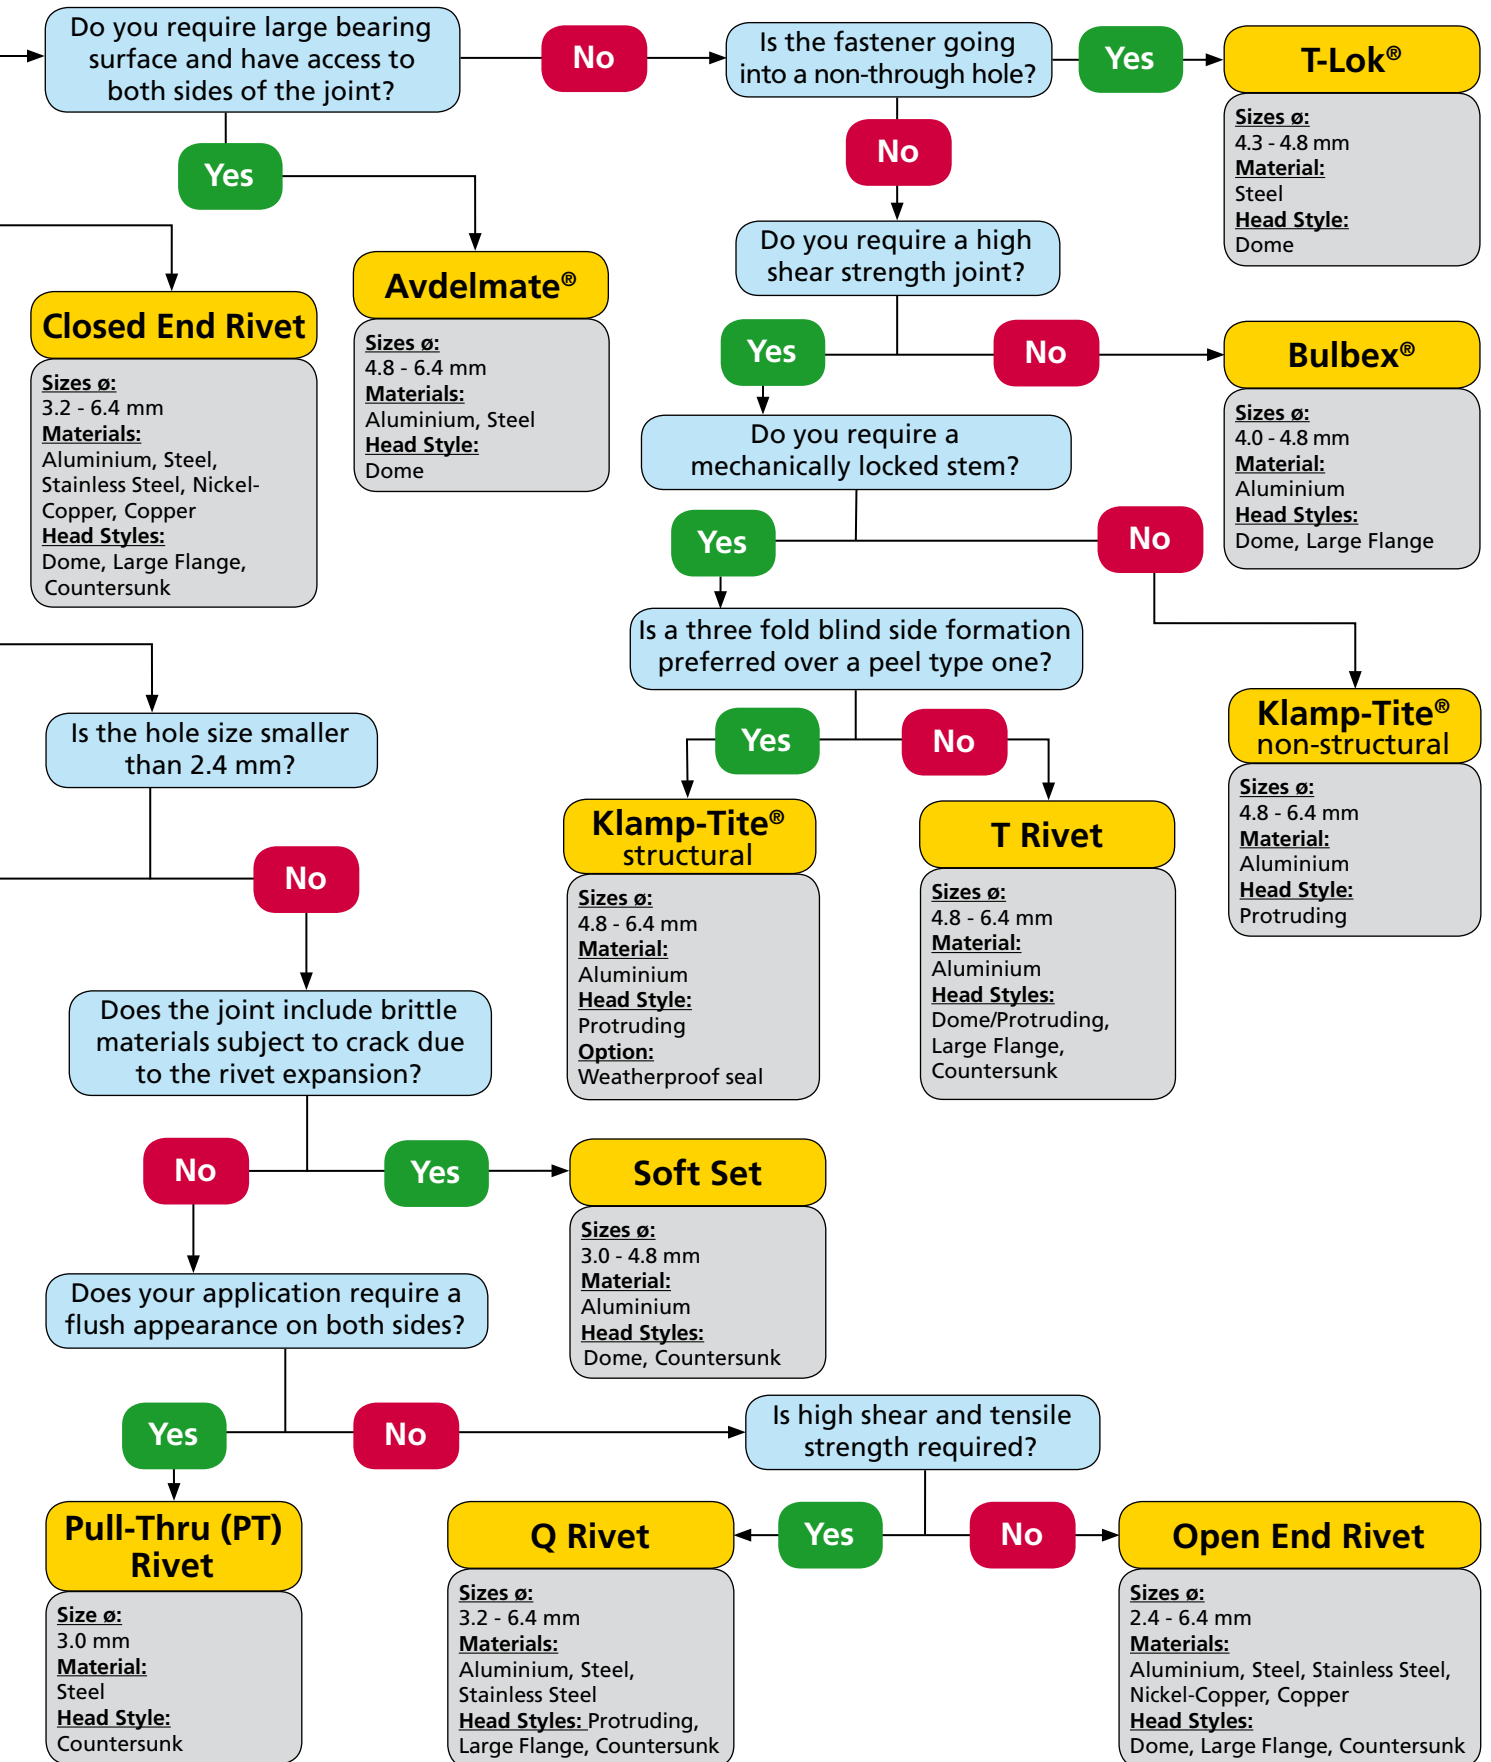 Do you require large bearing
surface and have access to
both sides of the joint?
No
Is the fastener going
into a non-through hole?
Yes
T-Lok®
Sizes ø:
4.3 - 4.8 mm
Material:
Steel
Head Style:
Dome
No
Yes
Do you require a high
shear strength joint?
Avdelmate®
Sizes ø:
4.8 - 6.4 mm
Materials:
Aluminium, Steel
Head Style:
Dome
Closed End Rivet
Sizes ø:
3.2 - 6.4 mm
Materials:
Aluminium, Steel,
Stainless Steel, Nickel-
Copper, Copper
Head Styles:
Dome, Large Flange,
Countersunk
Yes
No
Bulbex®
Sizes ø:
4.0 - 4.8 mm
Material:
Aluminium
Head Styles:
Dome, Large Flange
Do you require a
mechanically locked stem?
Yes
No
Is a three fold blind side formation
preferred over a peel type one?
Klamp-Tite®
non-structural
Sizes ø:
4.8 - 6.4 mm
Material:
Aluminium
Head Style:
Protruding
Yes
No
Klamp-Tite®
structural
Sizes ø:
4.8 - 6.4 mm
Material:
Aluminium
Head Style:
Protruding
Option:
Weatherproof seal
T Rivet
Sizes ø:
4.8 - 6.4 mm
Material:
Aluminium
Head Styles:
Dome/Protruding,
Large Flange,
Countersunk
Is the hole size smaller
than 2.4 mm?
No
Does the joint include brittle
materials subject to crack due
to the rivet expansion?
No
Yes
Soft Set
Sizes ø:
3.0 - 4.8 mm
Material:
Aluminium
Head Styles:
Dome, Countersunk
Does your application require a
flush appearance on both sides?
Yes
No
Is high shear and tensile
strength required?
Pull-Thru (PT)
Rivet
Size ø:
3.0 mm
Material:
Steel
Head Style:
Countersunk
Yes
No
Q Rivet
Sizes ø:
3.2 - 6.4 mm
Materials:
Aluminium, Steel,
Stainless Steel
Head Styles: Protruding,
Large Flange, Countersunk
Open End Rivet
Sizes ø:
2.4 - 6.4 mm
Materials:
Aluminium, Steel, Stainless Steel,
Nickel-Copper, Copper
Head Styles:
Dome, Large Flange, Countersunk